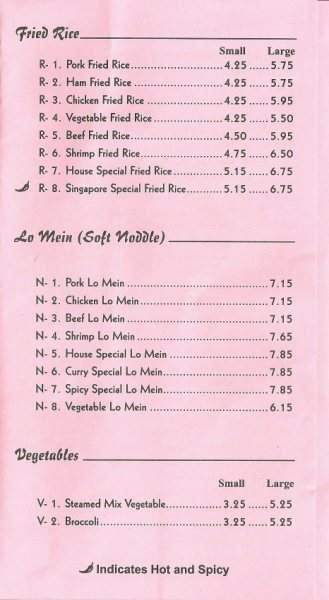 Fried Rice
Small Large
R- 1. Pork Fried Rice 4.25 5.75
R- 2. Ham Fried Rice 4.25 5.75
R- 3. Chicken Fried Rice 4.25 5.95
R- 4. Vegetable Fried Rice 4.25 5.50
R- 5. Beef Fried Rice 4.50 5.95
R- 6. Shrimp Fried Rice 4.75 6.50
R- 7. House Special Fried Rice 5.15 6.75
R- 8. Singapore Special Fried Rice 5.15 6.75
Lo Mein (Soft Noddle)
N- 1. Pork Lo Mein 7.15
N- 2. Chicken Lo Mein 7.15
N- 3. Beef Lo Mein 7.15
N- 4. Shrimp Lo Mein 7.65
N- 5. House Special Lo Mein 7.85
N- 6. Curry Special Lo Mein 7.85
N- 7. Spicy Special Lo Mein 7.85
N- 8. Vegetable Lo Mein 6.15
Vegetables
Small Large
V- 1. Steamed Mix Vegetable 3.25 5.25
V- 2. Broccoli 3.25 5.25
Indicates Hot and Spicy